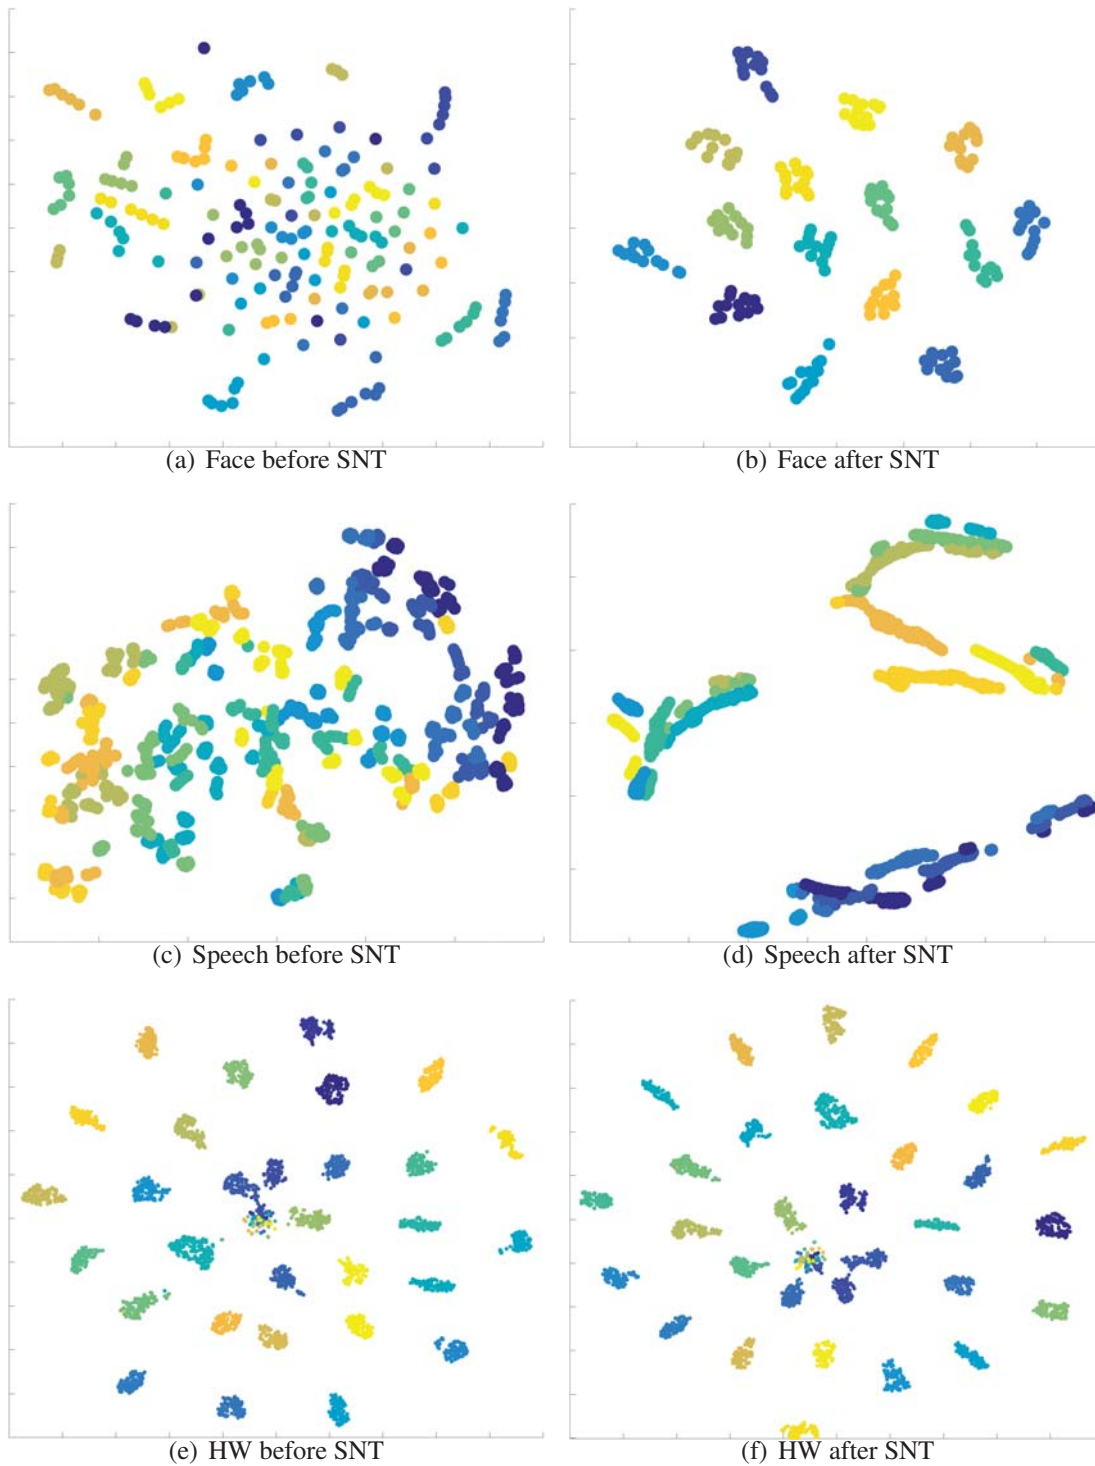 (a) Face before SNT
(b) Face after SNT
(c) Speech before SNT
(d) Speech after SNT
(e) HW before SNT
(f) HW after SNT